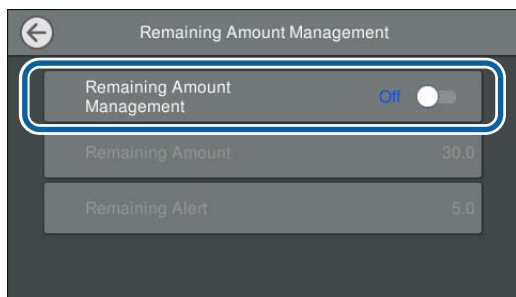 Remaining Amount Management
Remaining Amount
Management
Off
Remaining Amount
30.0
Remaining Alert
5.0